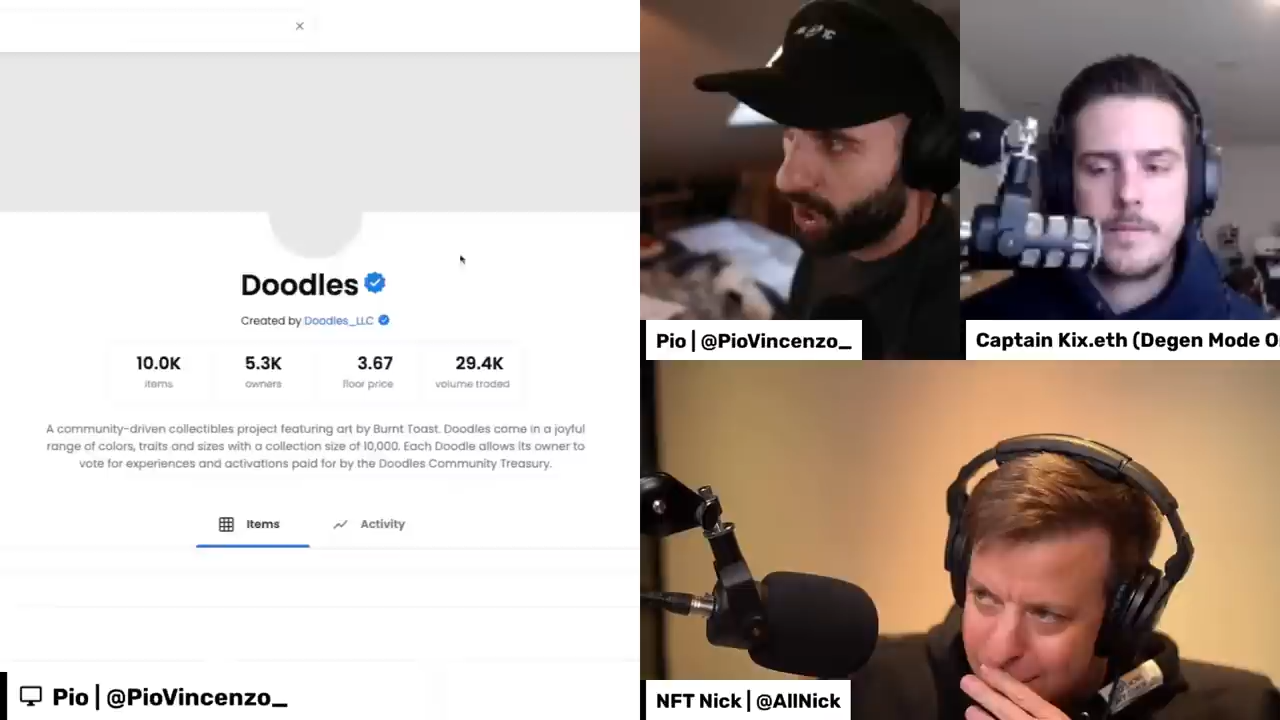 ×
Doodles
Created by Doodles_LLC
10.0K
items
5.3K
owners
3.67
floor price
29.4K
volume traded
A community-driven collectibles project featuring art by Burnt Toast. Doodles come in a joyful
range of colors, traits and sizes with a collection size of 10,000. Each Doodle allows its owner to
vote for experiences and activations paid for by the Doodles Community Treasury.
Items
Activity
Pio | @PioVincenzo_
Pio | @PioVincenzo_
Captain Kix.eth (Degen Mode O
NFT Nick | @AllNick